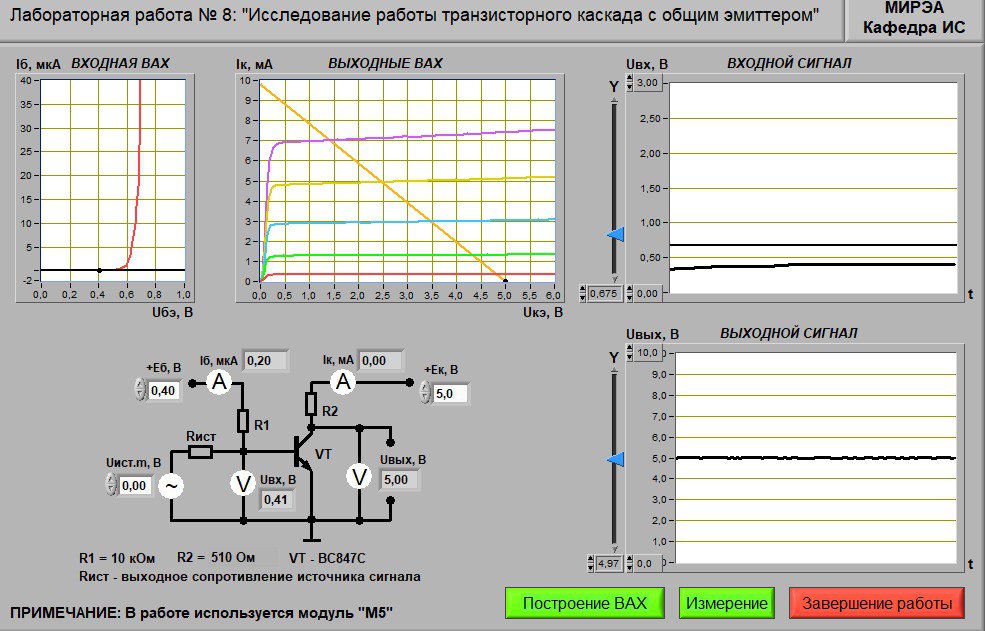 Лабораторная работа № 8: "Исследование работы транзисторного каскада с общим эмиттером"
МИРЭА
Кафедра ИС
Iб, мкА ВХОДНАЯ ВАХ
40
35
30
25
20
15
10
5
-2
0,0 0,2 0,4 0,6 0,8 1,0
Uбэ, В
Iк, мА ВЫХОДНЫЕ ВАХ
10
9
8
7
6
5
4
3
2
1
0
0,0 0,5 1,0 1,5 2,0 2,5 3,0 3,5 4,0 4,5 5,0 5,5 6,0
Uкэ, В
Uвх, В ВХОДНОЙ СИГНАЛ
Y
3,00
2,50
2,00
1,50
1,00
0,50
0,675 0,00
t
+Eб, В
0,40
Iб, мкА 0,20
A
Iк, мА 0,00
A
+Eк, В
5,0
R1
R2
Rист
VT
Uист.m, В
0,00
~
V
Uвх, В
0,41
V
Uвых, В
5,00
R1 = 10 кОм R2 = 510 Ом VT - BC847C
Rист - выходное сопротивление источника сигнала
ПРИМЕЧАНИЕ: В работе используется модуль "М5"
Uвых, В ВЫХОДНОЙ СИГНАЛ
Y
10,0
9,0
8,0
7,0
6,0
5,0
4,0
3,0
2,0
1,0
4,97 0,0
t
Построение ВАХ
Измерение
Завершение работы